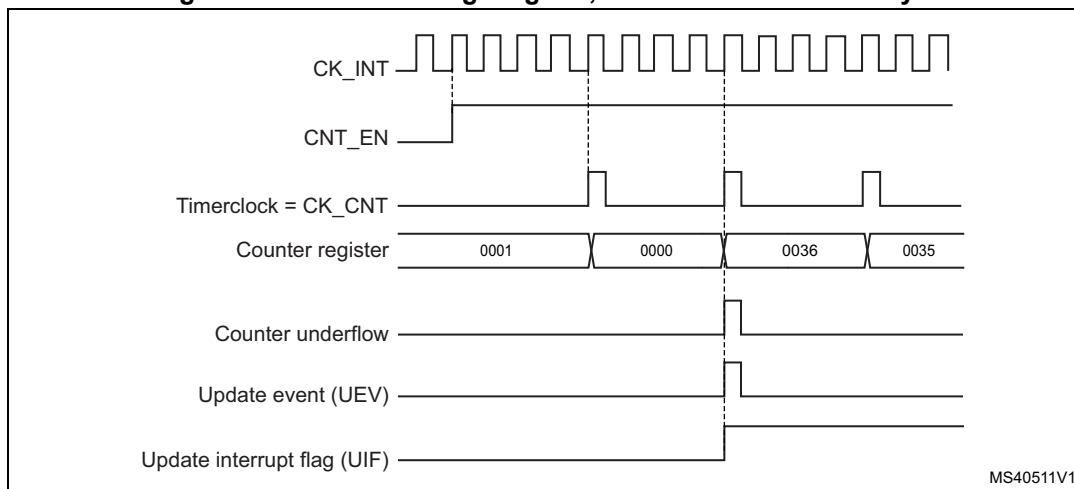 CK_INT
CNT_EN
Timerclock = CK_CNT
Counter register 0001 0000 0036 0035
Counter underflow
Update event (UEV)
Update interrupt flag (UIF)
MS40511V1